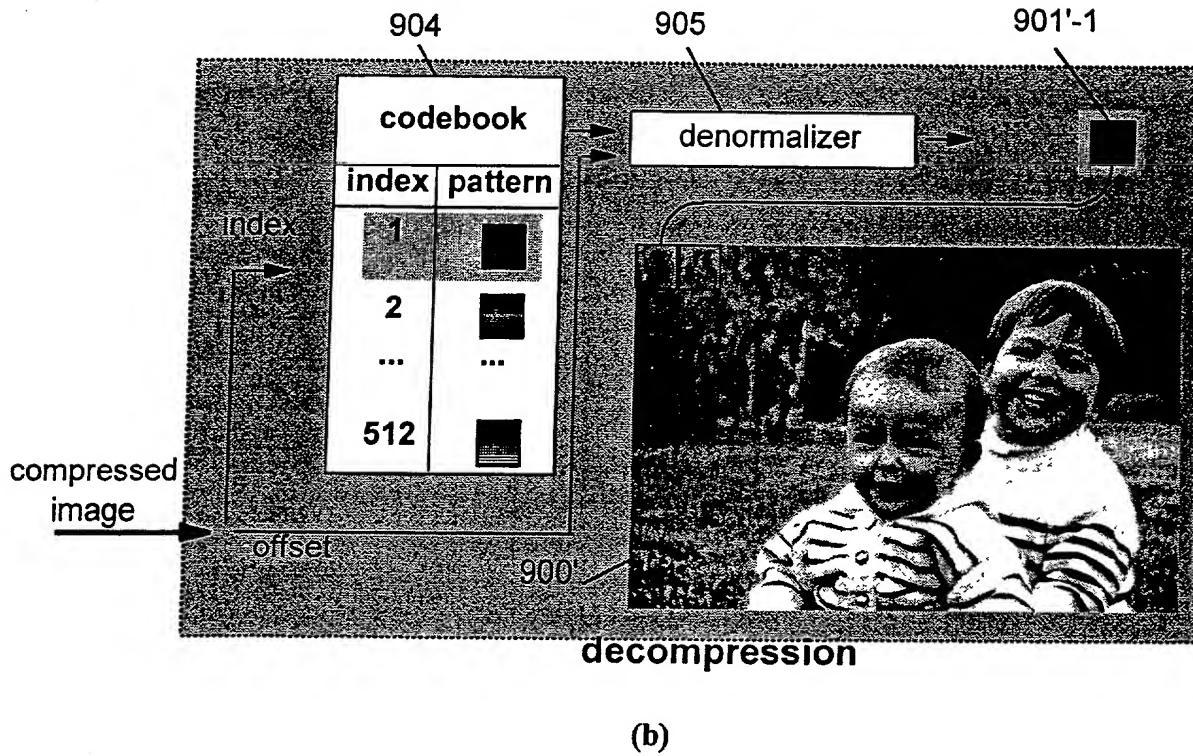 904 905 901'-1
codebook
denormalizer
index pattern
index
1
2
... ...
512
compressed
image
offset
900'
decompression
(b)